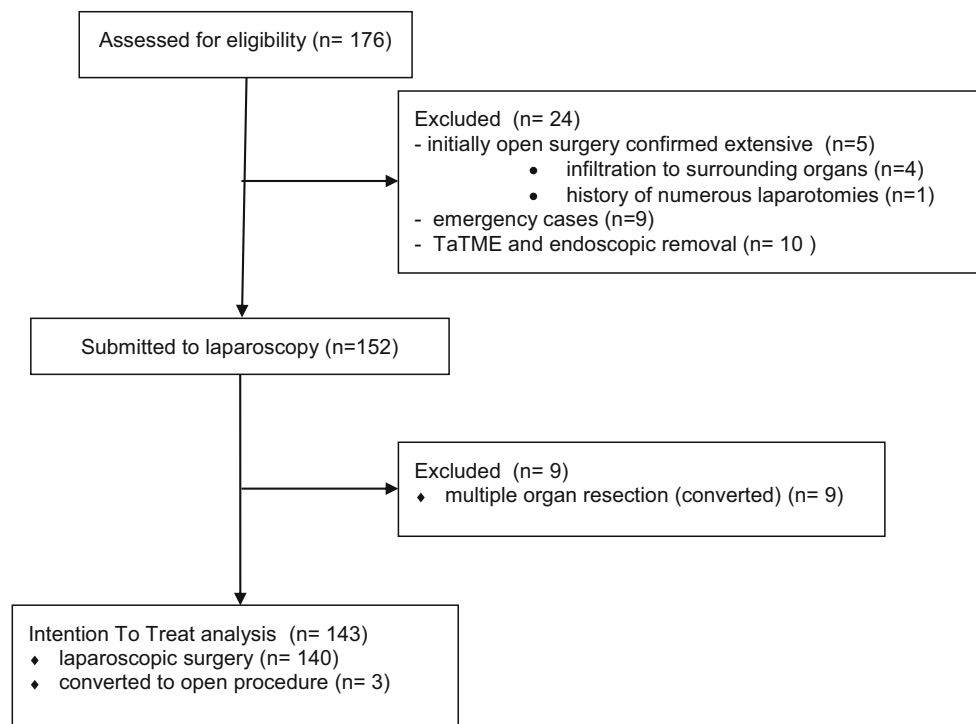 Assessed for eligibility (n= 176)
Excluded (n= 24)
- initially open surgery confirmed extensive (n=5)
• infiltration to surrounding organs (n=4)
• history of numerous laparotomies (n=1)
- emergency cases (n=9)
- TaTME and endoscopic removal (n= 10 )
Submitted to laparoscopy (n=152)
Excluded (n= 9)
♦ multiple organ resection (converted) (n= 9)
Intention To Treat analysis (n= 143)
♦ laparoscopic surgery (n= 140)
♦ converted to open procedure (n= 3)